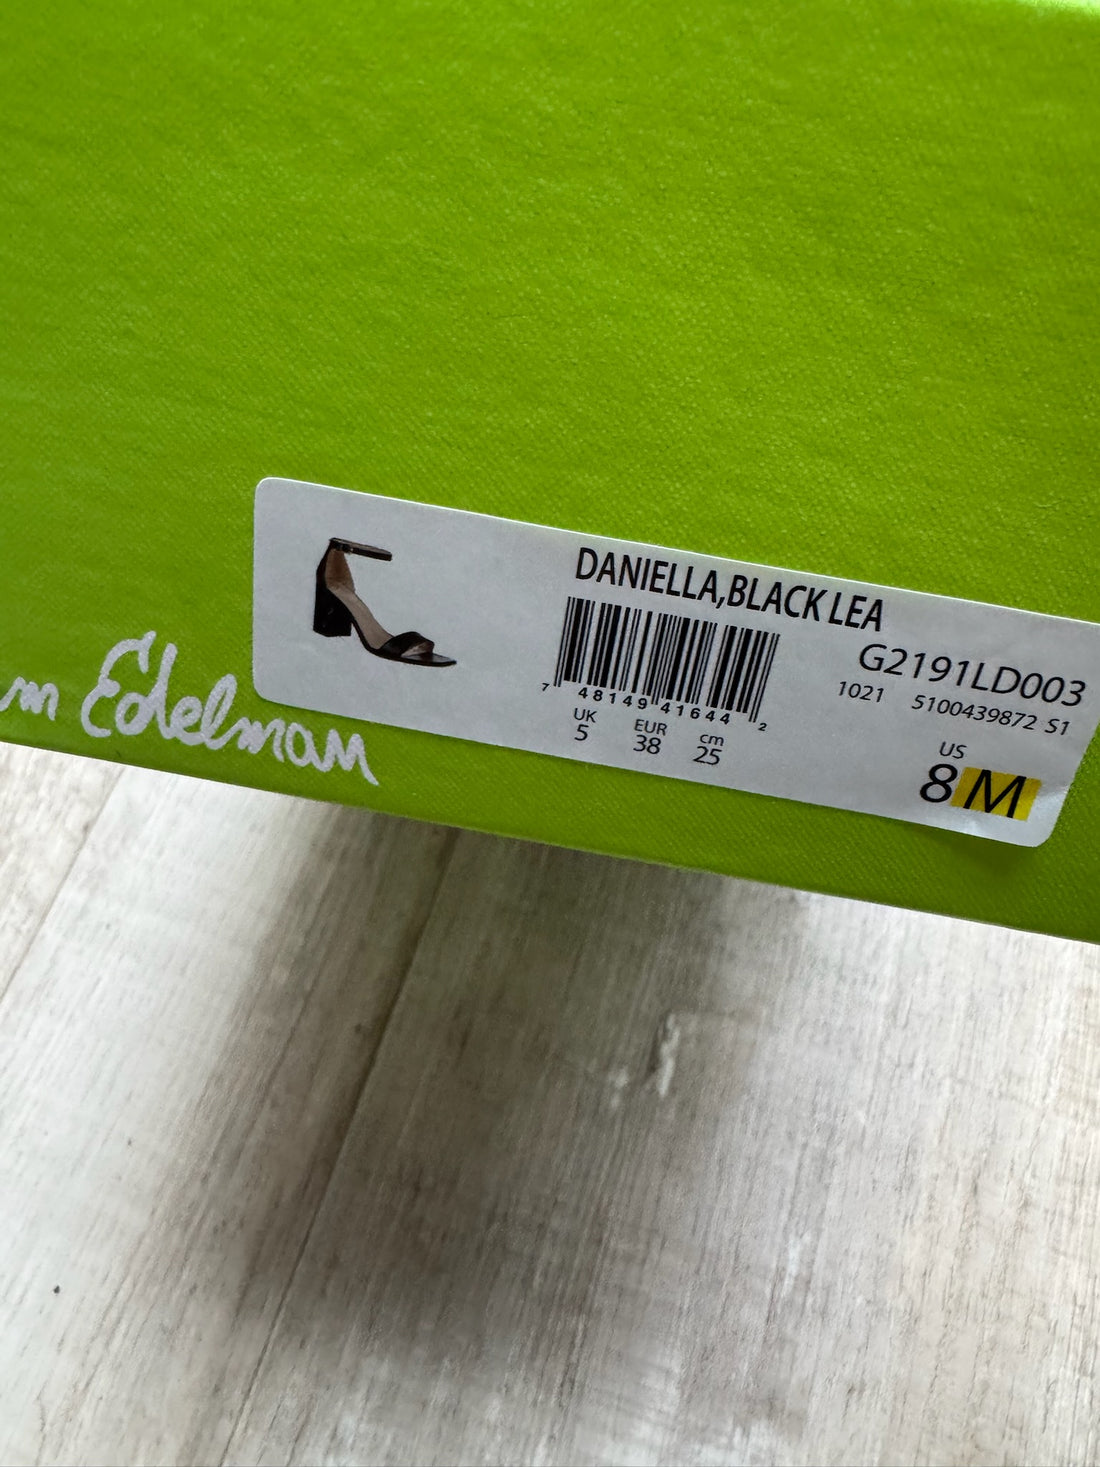 m Edelman
DANIELLA,BLACK LEA
G2191LD003
1021 5100439872 S1
7 48149 41644 2
UK EUR cm
5 38 25
US
8 M